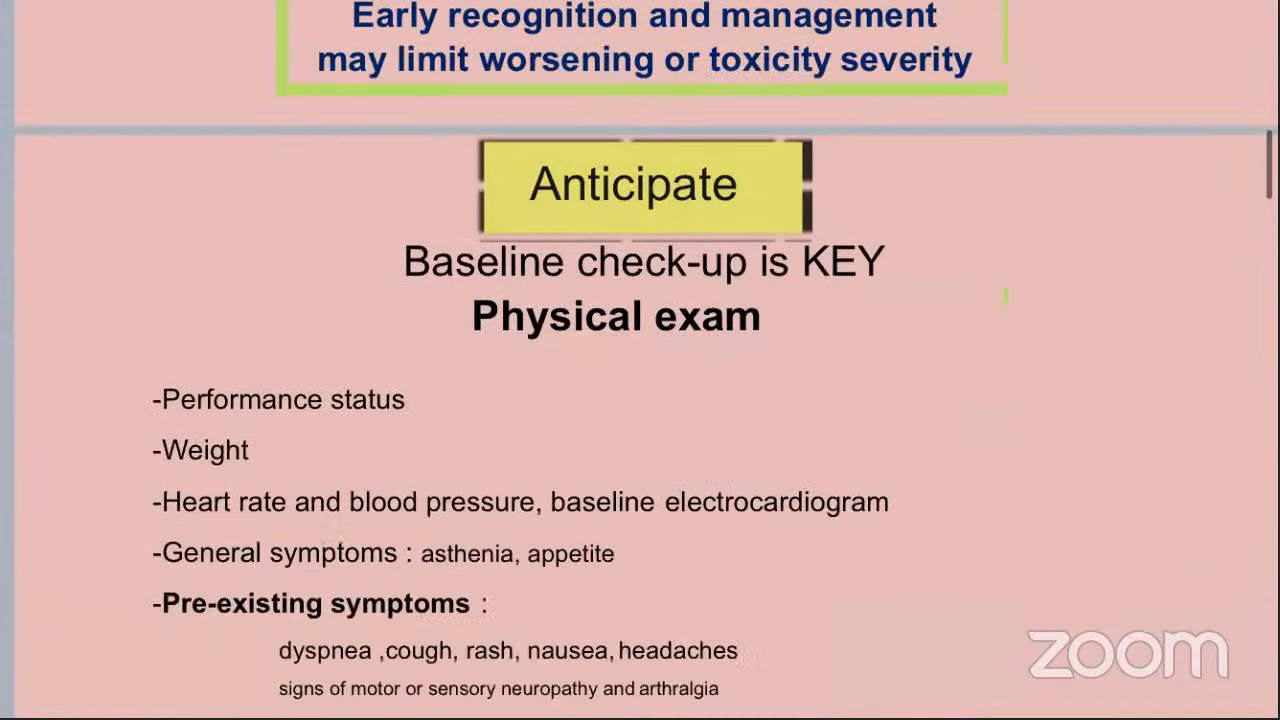 Early recognition and management
may limit worsening or toxicity severity
Anticipate
Baseline check-up is KEY
Physical exam
-Performance status
-Weight
-Heart rate and blood pressure, baseline electrocardiogram
-General symptoms : asthenia, appetite
-Pre-existing symptoms :
dyspnea ,cough, rash, nausea, headaches
signs of motor or sensory neuropathy and arthralgia
zoom